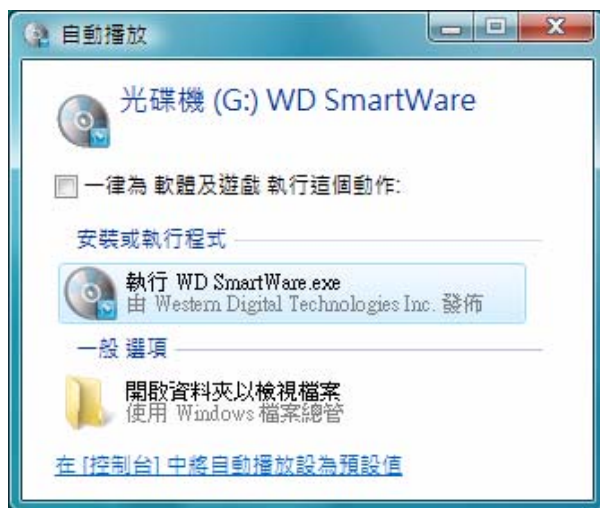 自動播放
光碟機 (G:) WD SmartWare
一律為 軟體及遊戲 執行這個動作:
安裝或執行程式
執行 WD SmartWare.exe
由 Western Digital Technologies Inc. 發佈
一般 選項
開啟資料夾以檢視檔案
使用 Windows 檔案總管
在 [控制台] 中將自動播放設為預設值